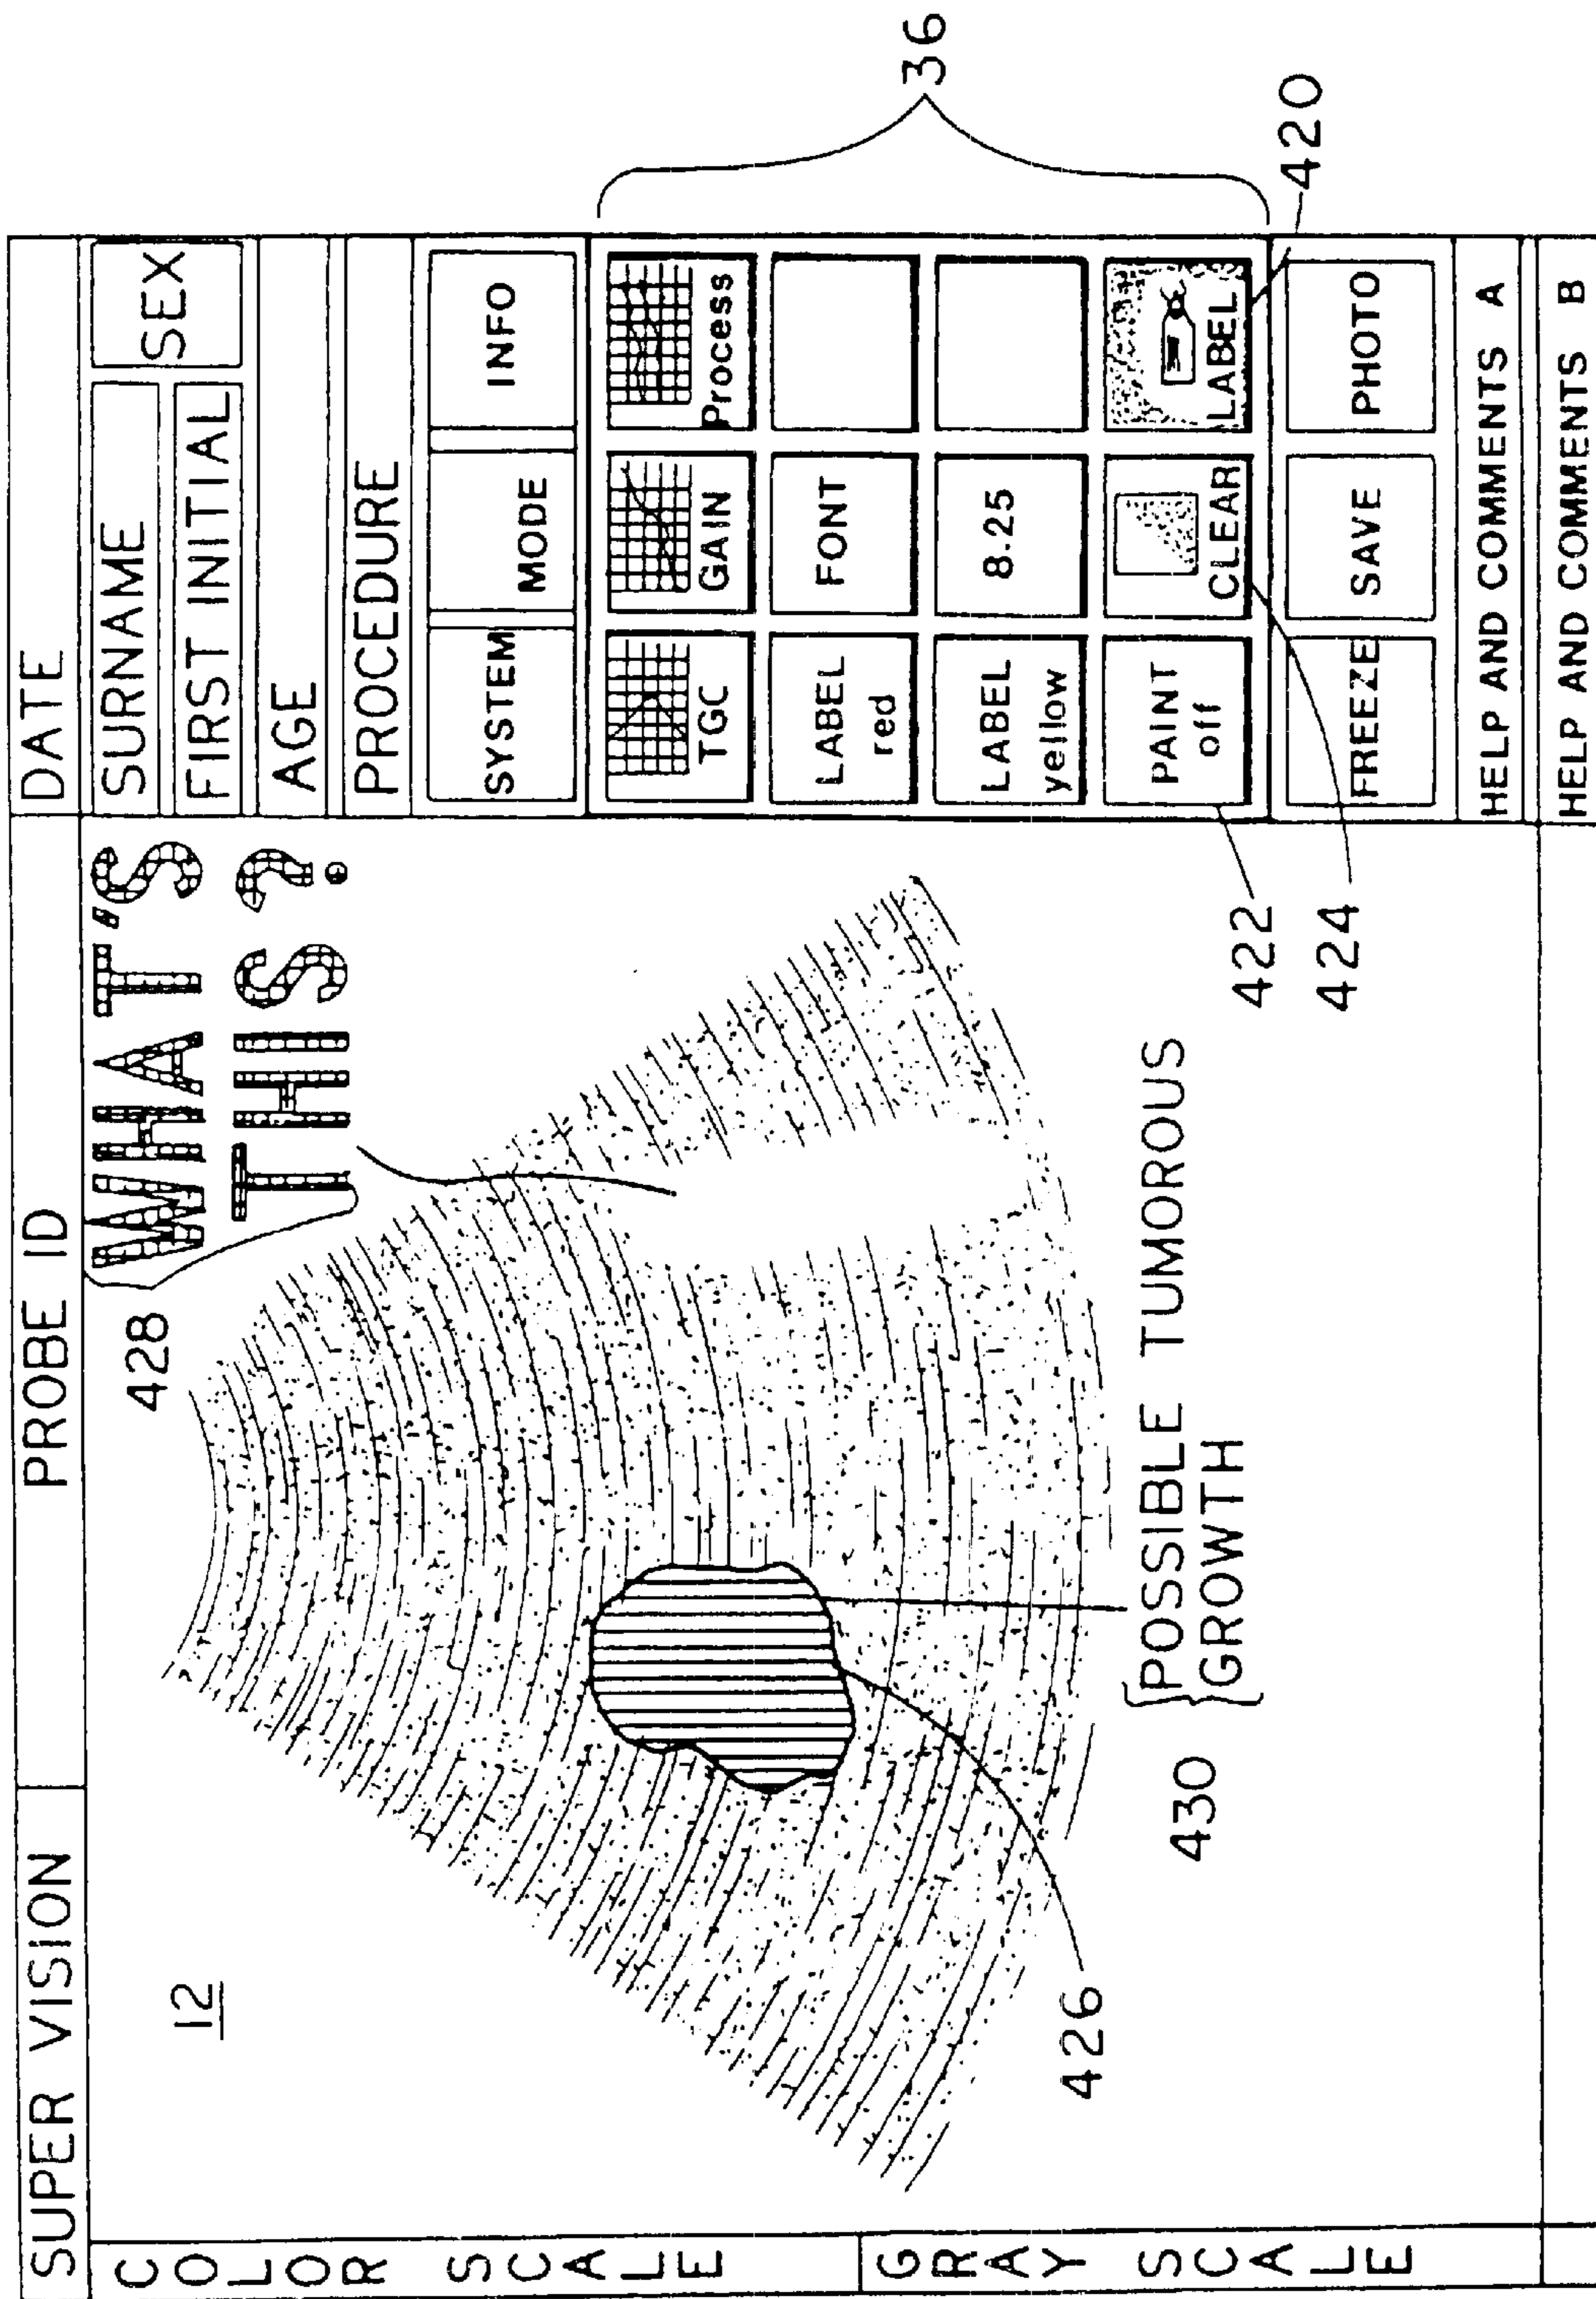 SUPER VISION
PROBE ID
DATE
COLOR SCALE
GRAY SCALE
12
428
WHAT'S
THIS ?
426
430
POSSIBLE TUMOROUS
GROWTH
SURNAME
SEX
FIRST INITIAL
AGE
PROCEDURE
SYSTEM
MODE
INFO
TGC
GAIN
Process
LABEL
red
FONT
LABEL
yellow
8.25
PAINT
off
CLEAR
LABEL
FREEZE
SAVE
PHOTO
HELP AND COMMENTS A
HELP AND COMMENTS B
36
420
422
424